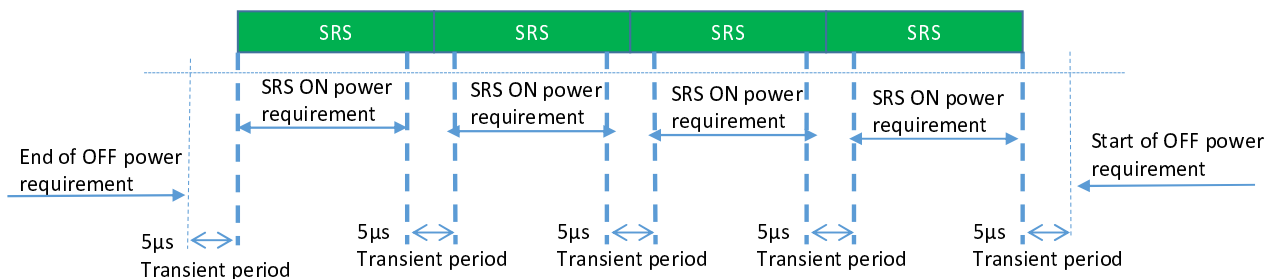 SRS SRS SRS SRS
SRS ON power
requirement
SRS ON power
requirement
SRS ON power
requirement
SRS ON power
requirement
End of OFF power
requirement
Start of OFF power
requirement
5µs
Transient period
5µs
Transient period
5µs
Transient period
5µs
Transient period
5µs
Transient period